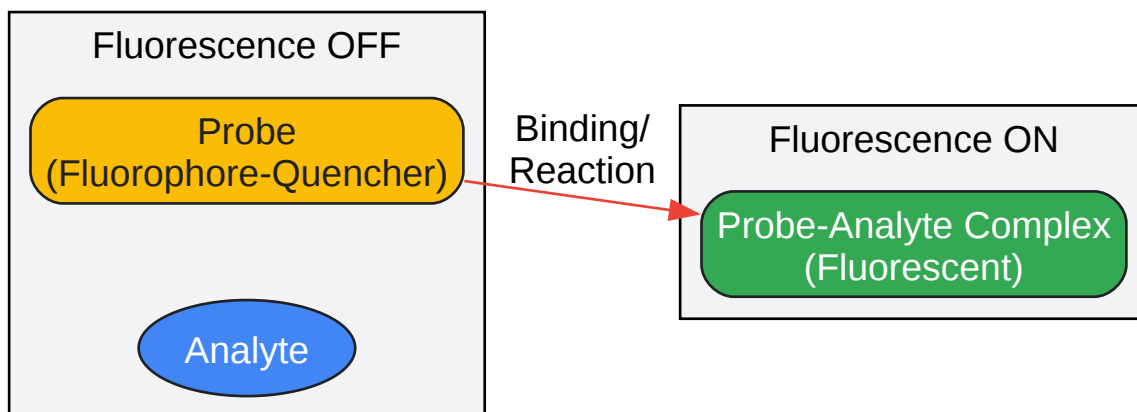 Fluorescence OFF
Probe
(Fluorophore-Quencher)
Analyte
Binding/
Reaction
Fluorescence ON
Probe-Analyte Complex
(Fluorescent)